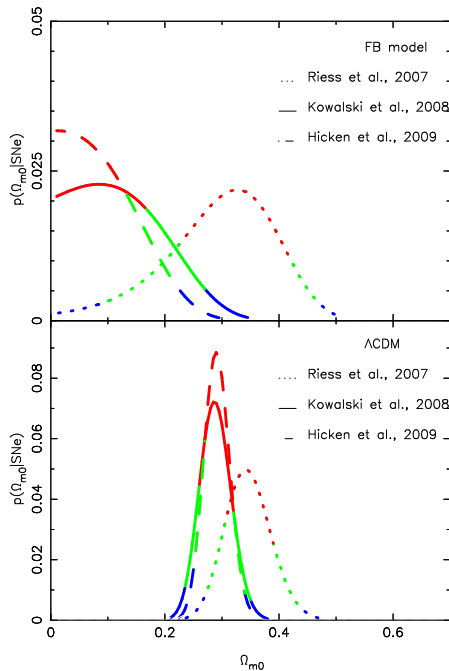 0.05
FB model
Riess et al., 2007
Kowalski et al., 2008
Hicken et al., 2009
0.025
p(Ωm0|SNe)
0
ΛCDM
Riess et al., 2007
Kowalski et al., 2008
Hicken et al., 2009
0.08
0.06
0.04
0.02
0
p(Ωm0|SNe)
0 0.2 0.4 0.6
Ωm0